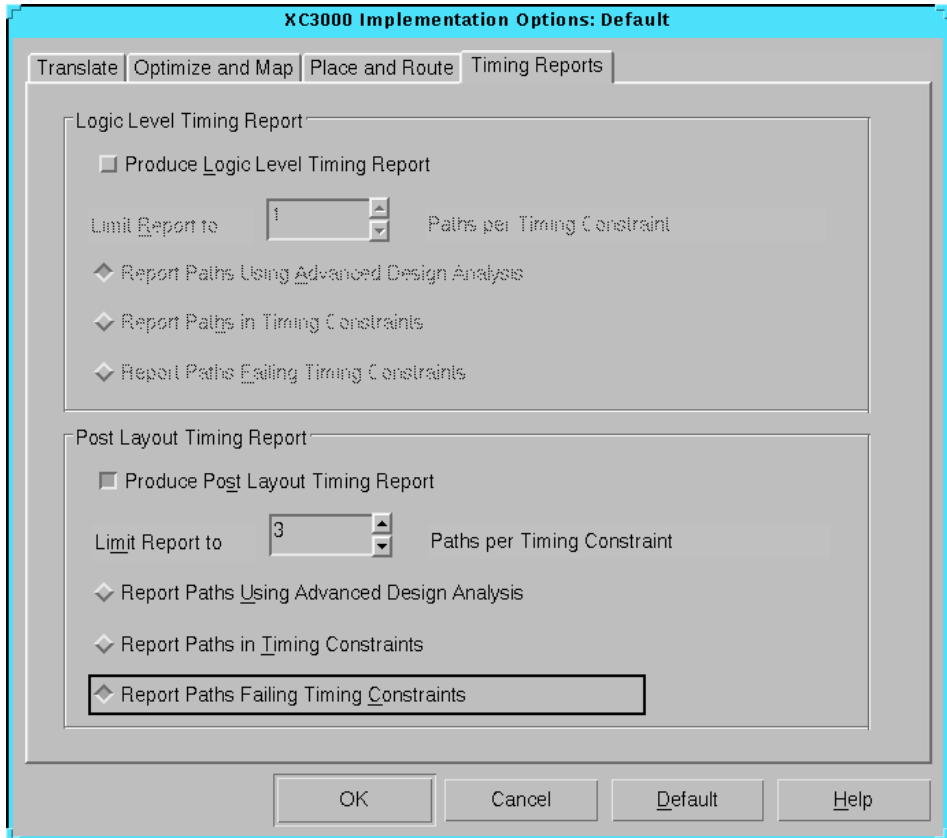 XC3000 Implementation Options: Default
Translate Optimize and Map Place and Route Timing Reports
Logic Level Timing Report
Produce Logic Level Timing Report
Limit Report to 1 Paths per Timing Constraint
Report Paths Using Advanced Design Analysis
Report Paths in Timing Constraints
Report Paths Failing Timing Constraints
Post Layout Timing Report
Produce Post Layout Timing Report
Limit Report to 3 Paths per Timing Constraint
Report Paths Using Advanced Design Analysis
Report Paths in Timing Constraints
Report Paths Failing Timing Constraints
OK Cancel Default Help